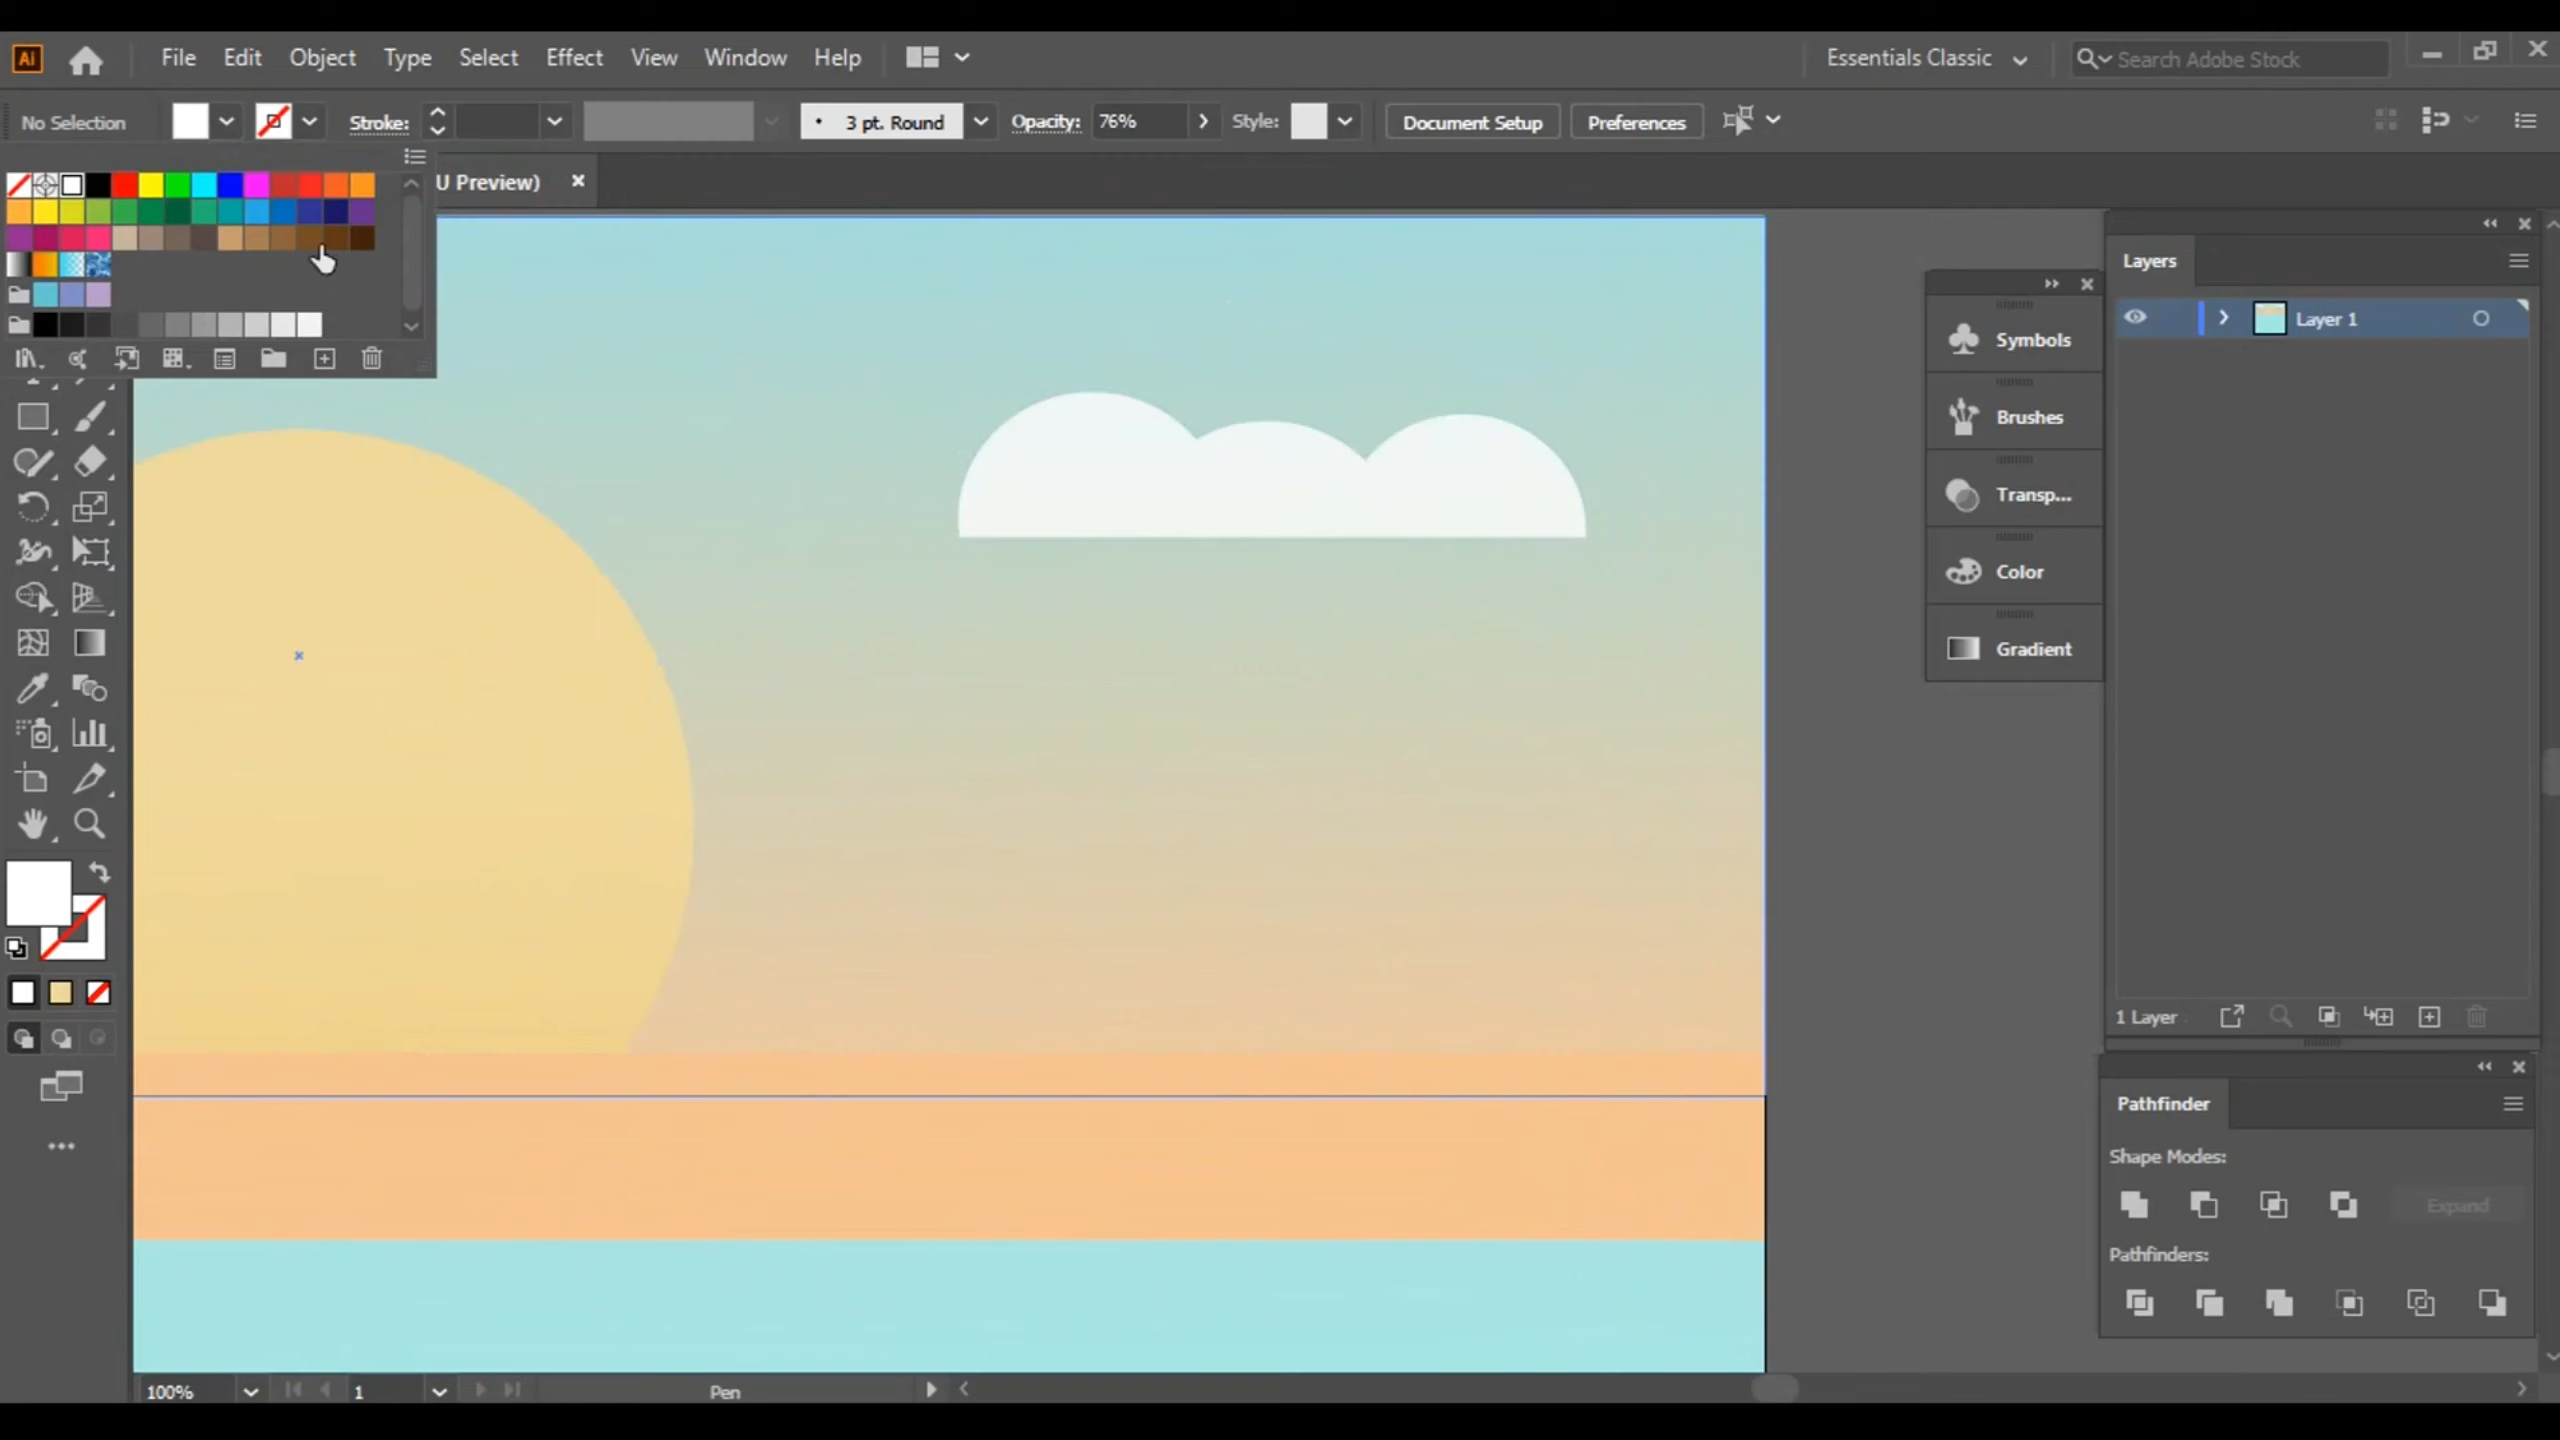 Ai
File Edit Object Type Select Effect View Window Help
Essentials Classic
Search Adobe Stock
No Selection
Stroke:
3 pt. Round
Opacity: 76%
Style:
Document Setup
Preferences
U Preview)
Layers
Layer 1
Symbols
Brushes
Transp...
Color
Gradient
1 Layer
Pathfinder
Shape Modes:
Expand
Pathfinders:
100%
1
Pen